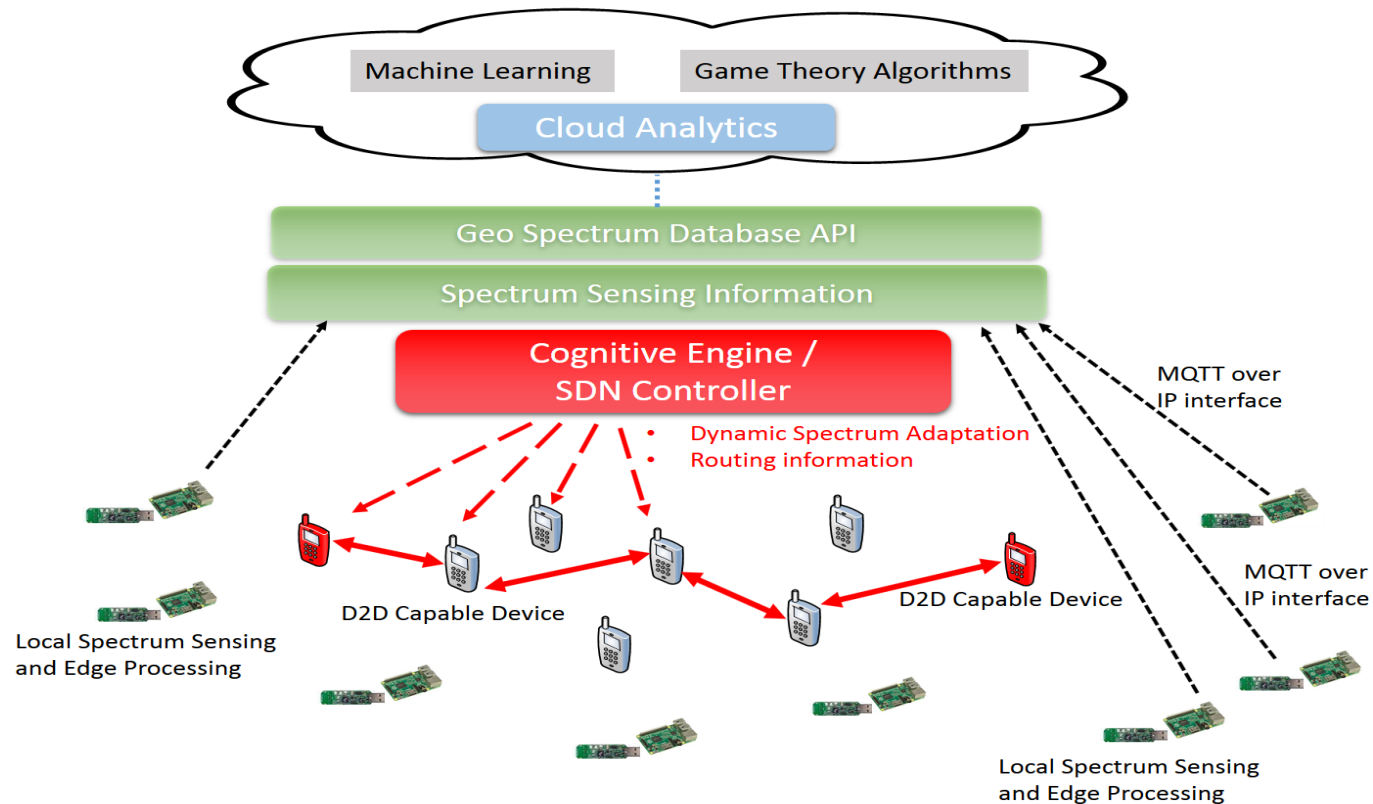 Machine Learning
Game Theory Algorithms
Cloud Analytics
Geo Spectrum Database API
Spectrum Sensing Information
Cognitive Engine /
SDN Controller
MQTT over
IP interface
• Dynamic Spectrum Adaptation
• Routing information
MQTT over
IP interface
D2D Capable Device
D2D Capable Device
Local Spectrum Sensing
and Edge Processing
Local Spectrum Sensing
and Edge Processing